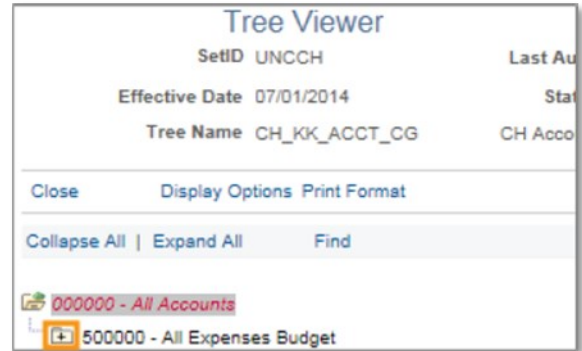 Tree Viewer
SetID UNCCH Last Au
Effective Date 07/01/2014 Stat
Tree Name CH_KK_ACCT_CG CH Acco
Close Display Options Print Format
Collapse All | Expand All Find
000000 - All Accounts
500000 - All Expenses Budget